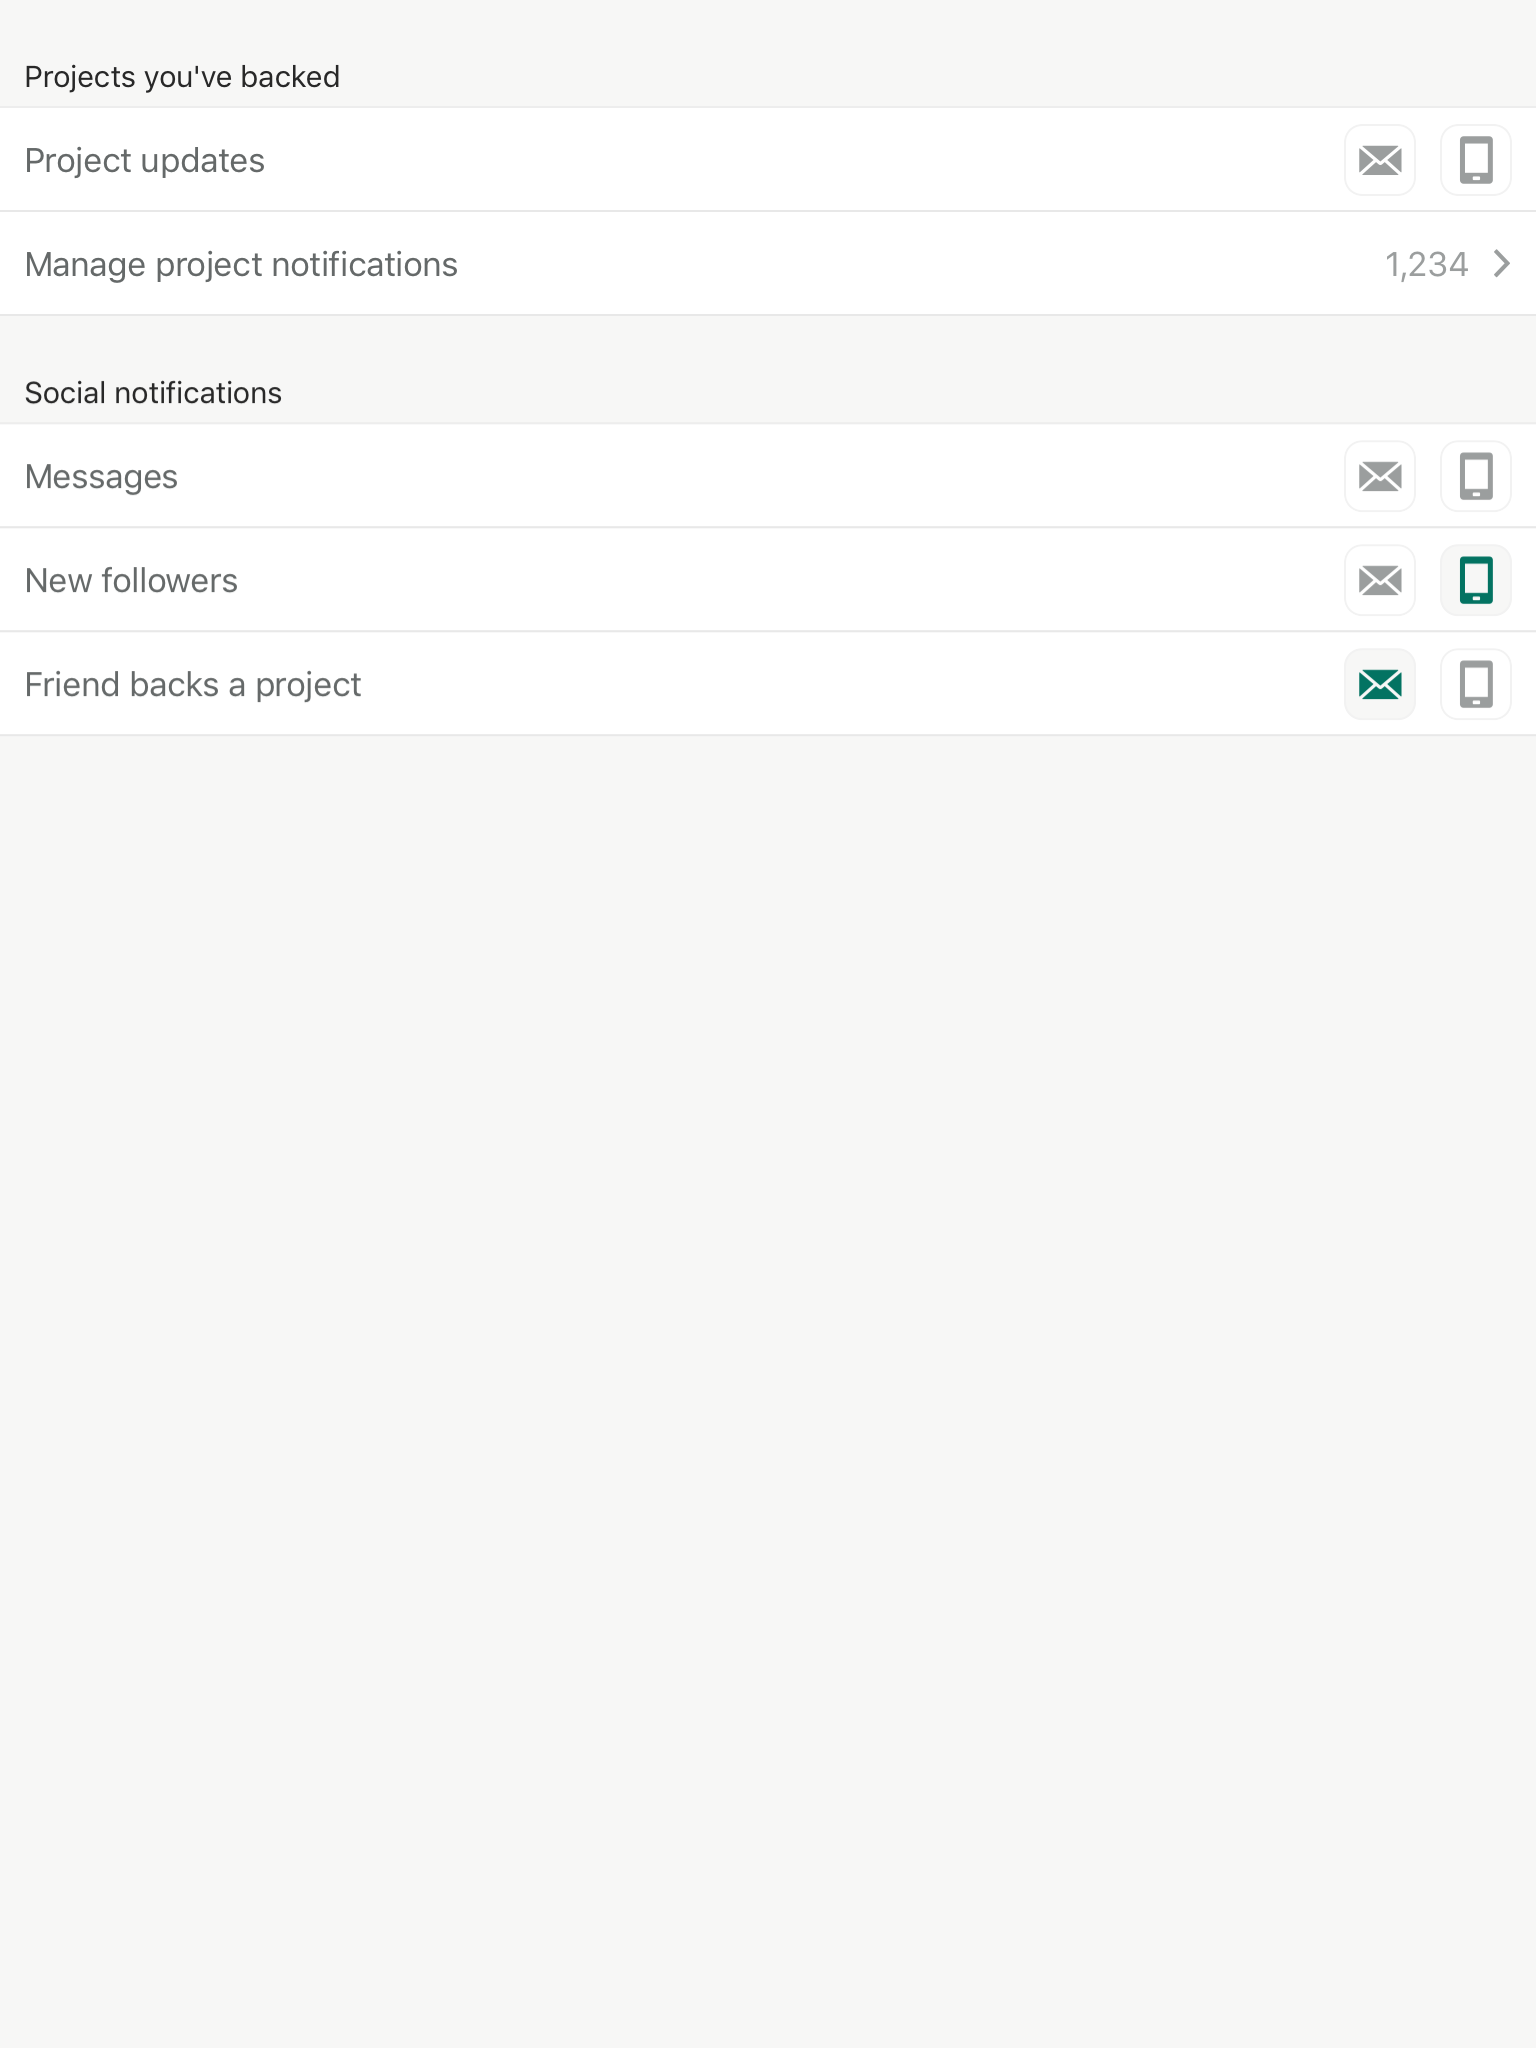 Projects you've backed
Project updates
Manage project notifications 1,234
Social notifications
Messages
New followers
Friend backs a project